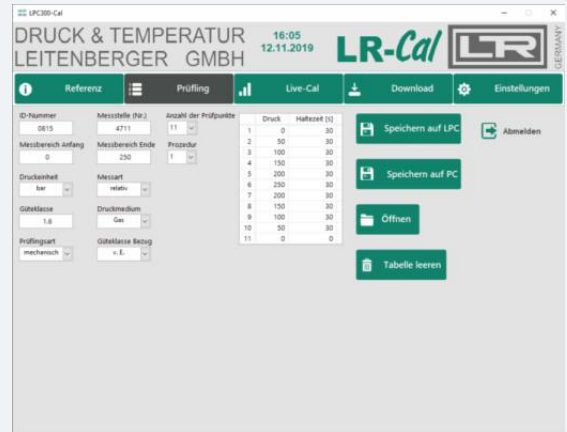 LPC300-Cal
DRUCK & TEMPERATUR
LEITENBERGER GMBH
16:05
12.11.2019
LR-Cal
LTR
GERMANY
Referenz
Prüfling
Live-Cal
Download
Einstellungen
ID-Nummer Messstelle (Nr.) Anzahl der Prüfpunkte
0815 4711 11
Messbereich Anfang Messbereich Ende Prozedur
0 250 1
Druckeinheit Messart
bar relativ
Güteklasse Druckmedium
1.6 Gas
Prüflingsart Güteklasse Bezug
mechanisch v. E.
Druck Haltezeit [s]
1 0 30
2 50 30
3 100 30
4 150 30
5 200 30
6 250 30
7 200 30
8 150 30
9 100 30
10 50 30
11 0 0
Speichern auf LPC
Speichern auf PC
Öffnen
Tabelle leeren
Abmelden